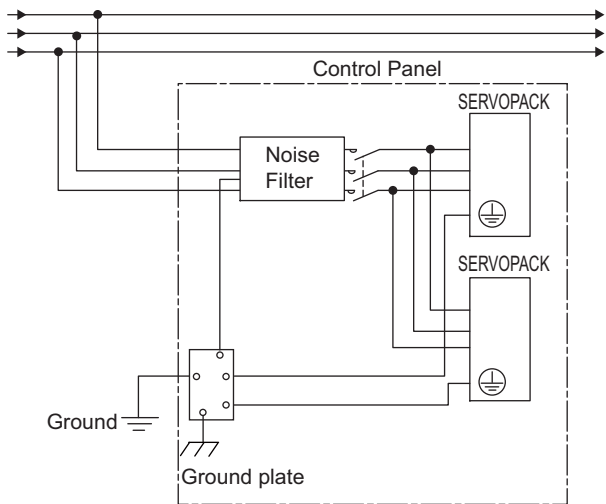 Control Panel
SERVOPACK
Noise
Filter
SERVOPACK
Ground
Ground plate